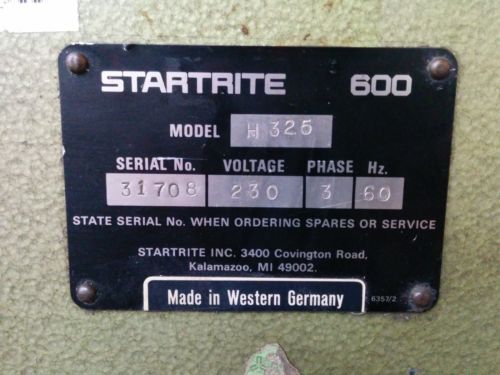 STARTRITE 600
MODEL H325
SERIAL No. VOLTAGE PHASE Hz.
31708 230 3 60
STATE SERIAL No. WHEN ORDERING SPARES OR SERVICE
STARTRITE INC. 3400 Covington Road,
Kalamazoo, MI 49002.
Made in Western Germany
6357/2